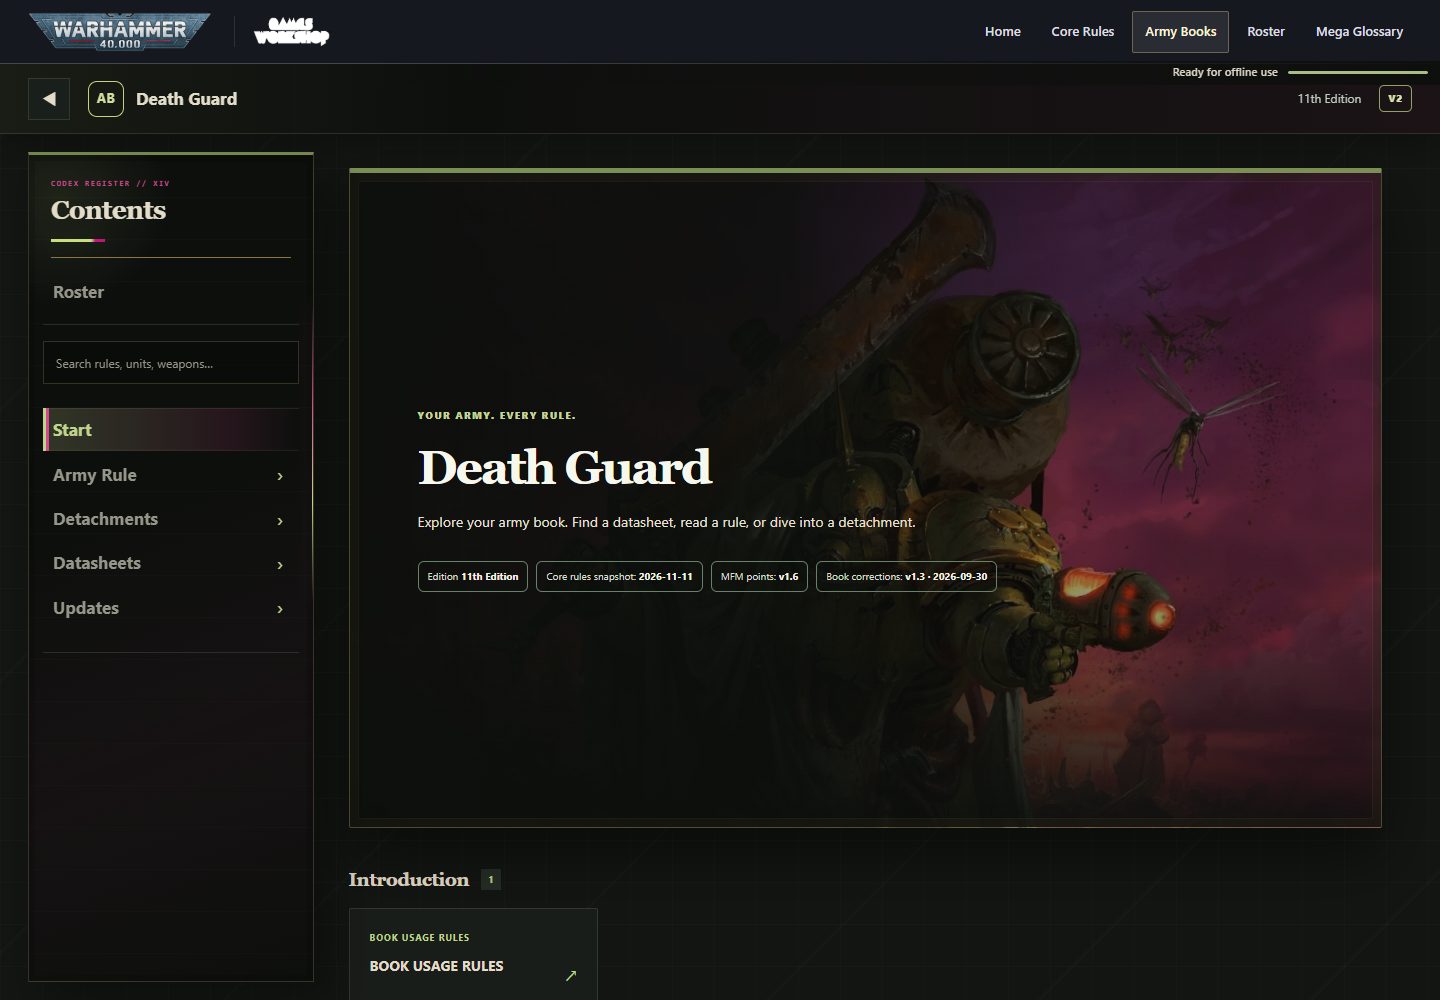 WARHAMMER
40,000
GAMES
WORKSHOP
Home
Core Rules
Army Books
Roster
Mega Glossary
Ready for offline use
◀
AB
Death Guard
11th Edition
V2
CODEX REGISTER // XIV
Contents
Roster
Search rules, units, weapons...
Start
Army Rule ›
Detachments ›
Datasheets ›
Updates ›
YOUR ARMY. EVERY RULE.
Death Guard
Explore your army book. Find a datasheet, read a rule, or dive into a detachment.
Edition 11th Edition
Core rules snapshot: 2026-11-11
MFM points: v1.6
Book corrections: v1.3 · 2026-09-30
Introduction 1
BOOK USAGE RULES
BOOK USAGE RULES
↗